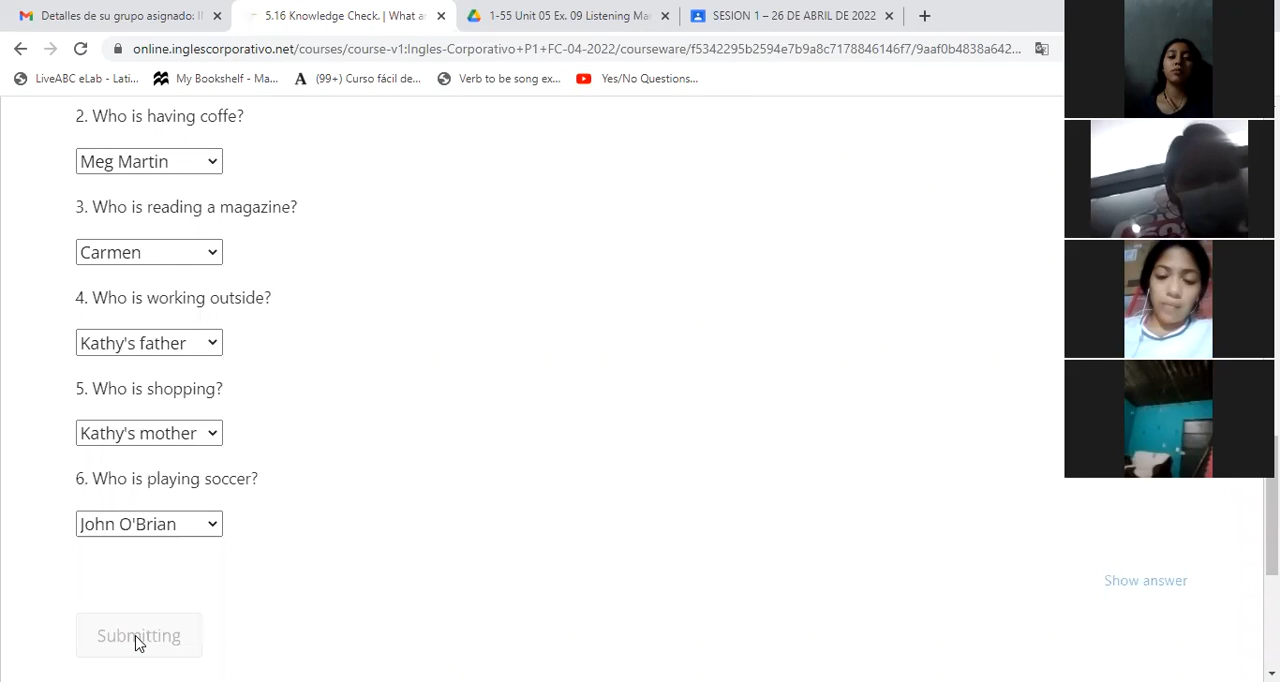 Detalles de su grupo asignado: II
5.16 Knowledge Check. | What a
1-55 Unit 05 Ex. 09 Listening Ma
SESION 1 – 26 DE ABRIL DE 2022
online.inglescorporativo.net/courses/course-v1:Ingles-Corporativo+P1+FC-04-2022/courseware/f5342295b2594e7b9a8c7178846146f7/9aaf0b4838a642...
LiveABC eLab - Lati...
My Bookshelf - Ma...
(99+) Curso fácil de...
Verb to be song ex...
Yes/No Questions...
2. Who is having coffe?
Meg Martin
3. Who is reading a magazine?
Carmen
4. Who is working outside?
Kathy's father
5. Who is shopping?
Kathy's mother
6. Who is playing soccer?
John O'Brian
Show answer
Submitting